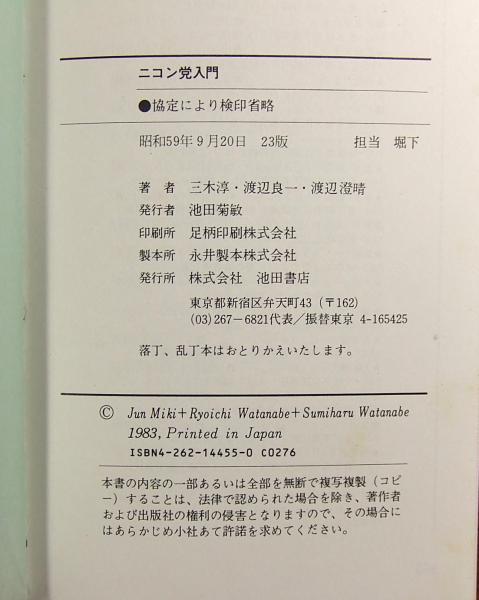 ニコン党入門
●協定により検印省略
昭和59年9月20日 23版 担当 堀下
著者 三木淳・渡辺良一・渡辺澄晴
発行者 池田菊敏
印刷所 足柄印刷株式会社
製本所 永井製本株式会社
発行所 株式会社 池田書店
東京都新宿区弁天町43(〒162)
(03)267-6821代表/振替東京 4-165425
落丁、乱丁本はおとりかえいたします。
© Jun Miki+Ryoichi Watanabe+Sumiharu Watanabe
1983, Printed in Japan
ISBN4-262-14455-0 C0276
本書の内容の一部あるいは全部を無断で複写複製(コピ
ー)することは、法律で認められた場合を除き、著作者
および出版社の権利の侵害となりますので、その場合に
はあらかじめ小社あて許諾を求めてください。